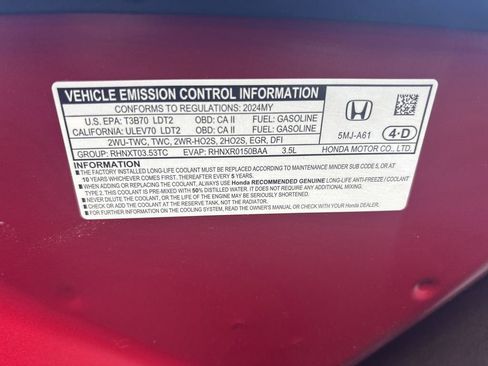 VEHICLE EMISSION CONTROL INFORMATION
CONFORMS TO REGULATIONS: 2024MY
U.S. EPA: T3B70 LDT2 OBD: CA II FUEL: GASOLINE
CALIFORNIA: ULEV70 LDT2 OBD: CA II FUEL: GASOLINE
2WU-TWC, TWC, 2WR-HO2S, 2HO2S, EGR, DFI
GROUP: RHNXT03.53TC EVAP: RHNXR0150BAA 3.5L
5MJ-A61
4-D
HONDA MOTOR CO., LTD.
INFORMATION
THE FACTORY INSTALLED LONG-LIFE COOLANT MUST BE REPLACED ACCORDING TO MAINTENANCE MINDER SUB CODE 5, OR AT
10 YEARS WHICHEVER COMES FIRST. THEREAFTER EVERY 5 YEARS.
WHEN ADDING OR REPLACING THE COOLANT, ALWAYS USE Honda RECOMMENDED GENUINE LONG-LIFE ANTI-FREEZE / COOLANT
TYPE 2. THIS COOLANT IS PRE-MIXED WITH 50% DISTILLED WATER AND DOES NOT NEED ANY ADDITIONAL MIXING.
NEVER USE A DILUTED COOLANT, OR THE LIFE OF THE ENGINE MAY BE SERIOUSLY SHORTENED.
CHECK OR ADD THE COOLANT AT THE RESERVE TANK, NOT THE RADIATOR.
FOR FURTHER INFORMATION ON THE COOLING SYSTEM, READ THE OWNER'S MANUAL OR CHECK WITH YOUR Honda DEALER.